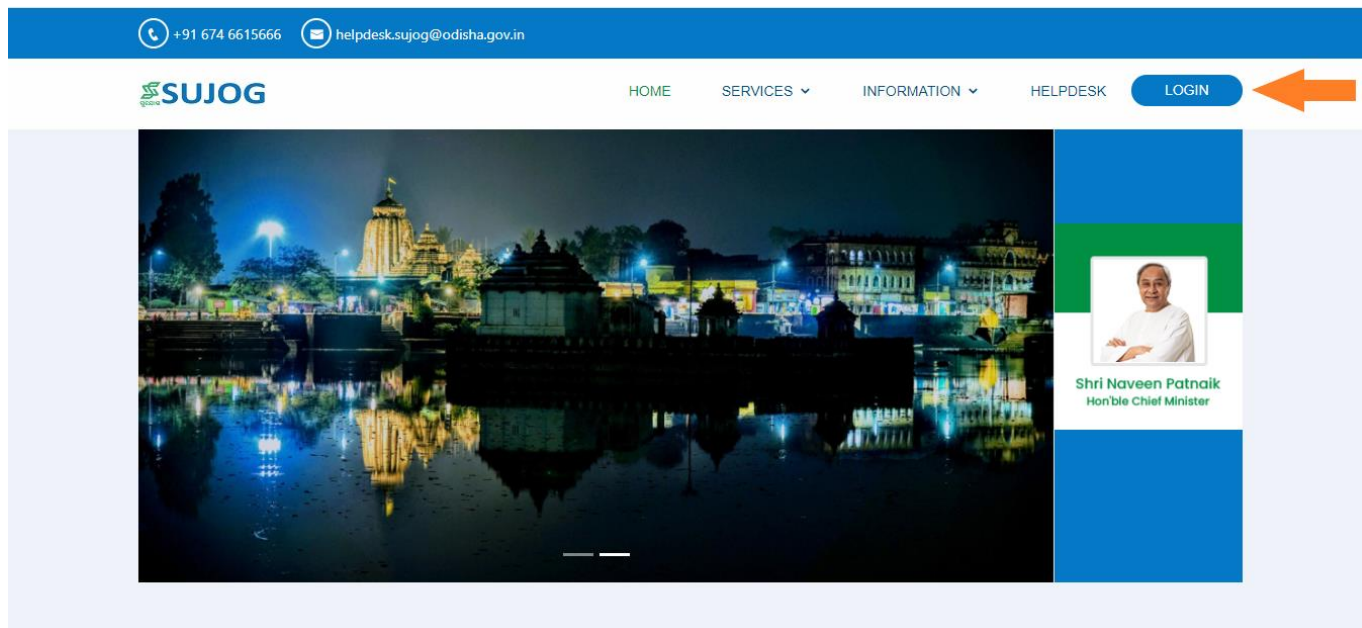 +91 674 6615666 helpdesk.sujog@odisha.gov.in
ସୁଯୋଗ SUJOG HOME SERVICES INFORMATION HELPDESK LOGIN
Shri Naveen Patnaik
Hon'ble Chief Minister